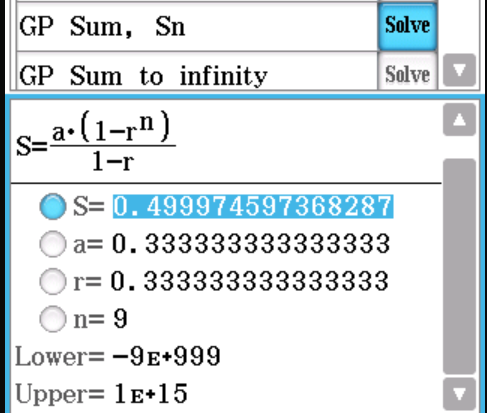 GP Sum, Sn Solve
GP Sum to infinity Solve
S=a·(1-rⁿ)/1-r
S= 0.499974597368287
a= 0.333333333333333
r= 0.333333333333333
n= 9
Lower= -9E+999
Upper= 1E+15